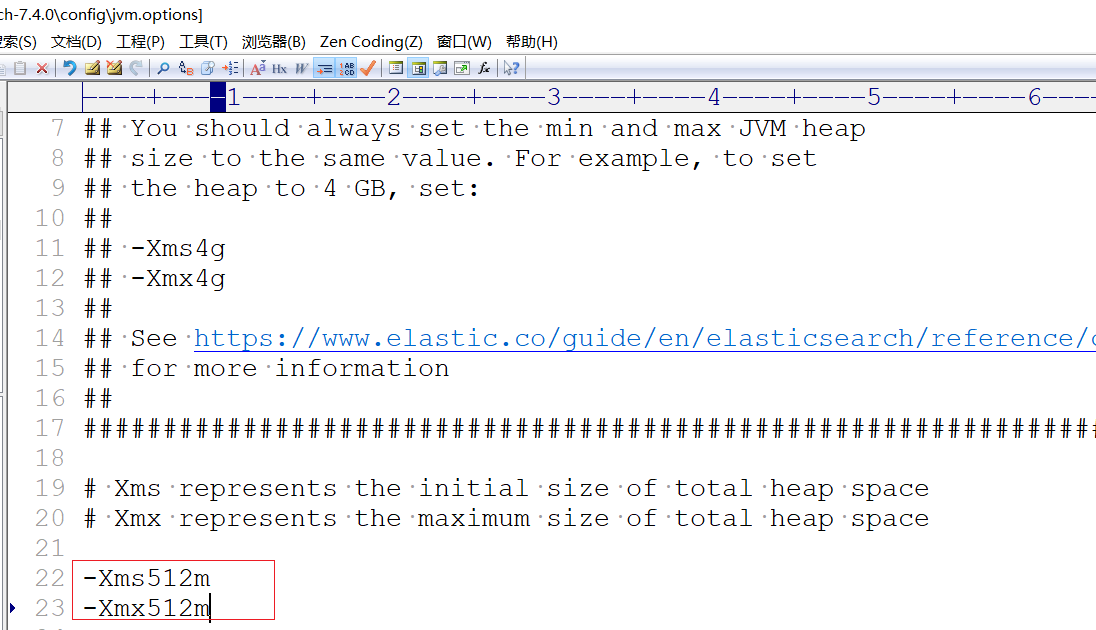 ch-7.4.0\config\jvm.options]
搜索(S) 文档(D) 工程(P) 工具(T) 浏览器(B) Zen Coding(Z) 窗口(W) 帮助(H)
----+----1----+----2----+----3----+----4----+----5----+----6----
7 ## You should always set the min and max JVM heap
8 ## size to the same value. For example, to set
9 ## the heap to 4 GB, set:
10 ##
11 ## -Xms4g
12 ## -Xmx4g
13 ##
14 ## See https://www.elastic.co/guide/en/elasticsearch/reference/
15 ## for more information
16 ##
17 ################################################################
18
19 # Xms represents the initial size of total heap space
20 # Xmx represents the maximum size of total heap space
21
22 -Xms512m
23 -Xmx512m